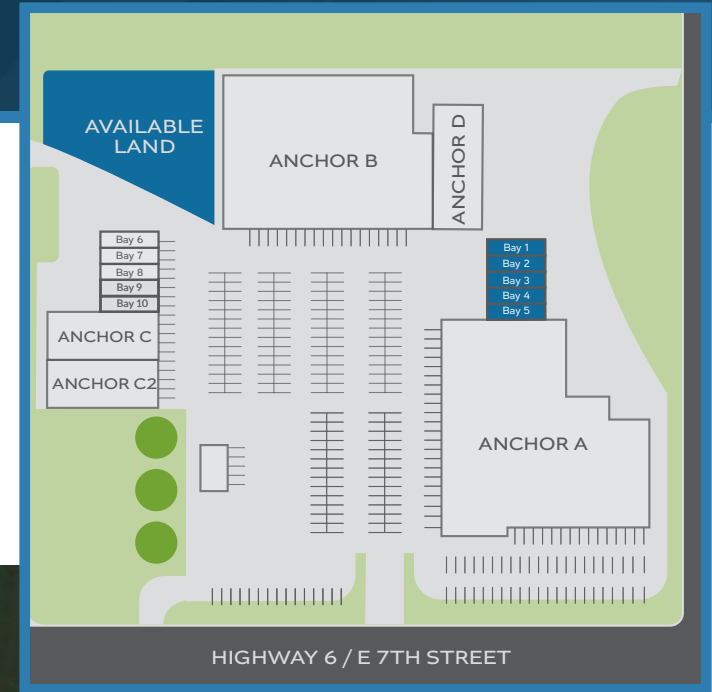 AVAILABLE
LAND
ANCHOR B
ANCHOR D
Bay 6
Bay 7
Bay 8
Bay 9
Bay 10
Bay 1
Bay 2
Bay 3
Bay 4
Bay 5
ANCHOR C
ANCHOR C2
ANCHOR A
HIGHWAY 6 / E 7TH STREET